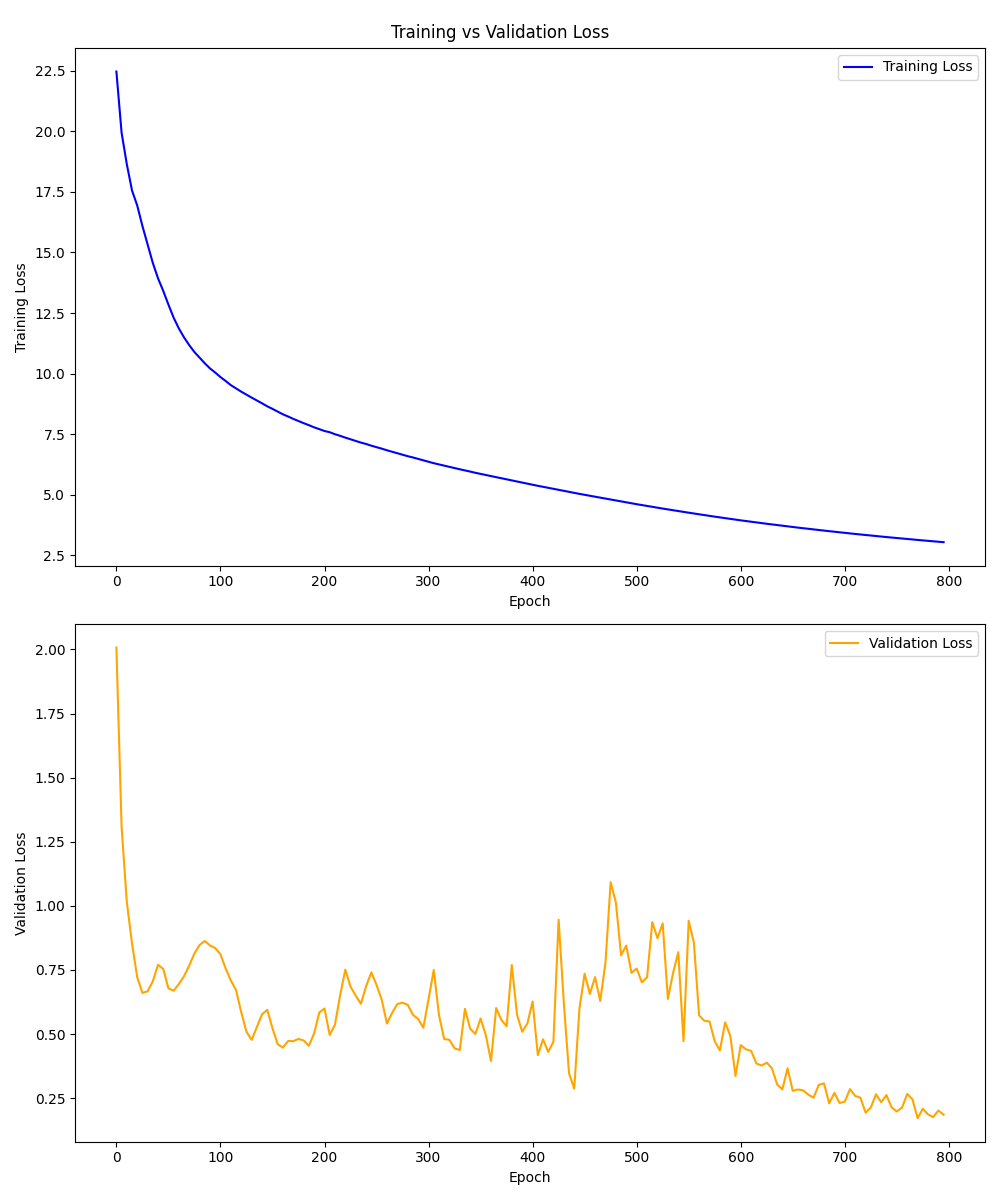 Training vs Validation Loss
Training Loss
22.5
20.0
17.5
15.0
12.5
10.0
7.5
5.0
2.5
Training Loss
0 100 200 300 400 500 600 700 800
Epoch
Validation Loss
2.00
1.75
1.50
1.25
1.00
0.75
0.50
0.25
Validation Loss
0 100 200 300 400 500 600 700 800
Epoch